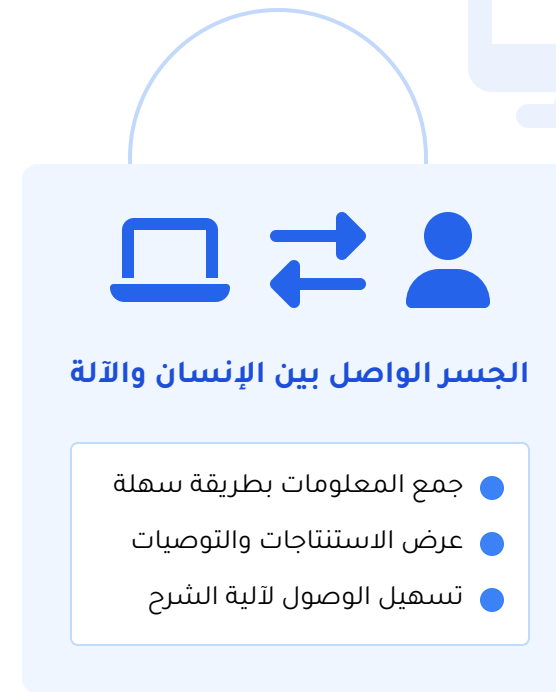 الجسر الواصل بين الإنسان والآلة
جمع المعلومات بطريقة سهلة
عرض الاستنتاجات والتوصيات
تسهيل الوصول لآلية الشرح